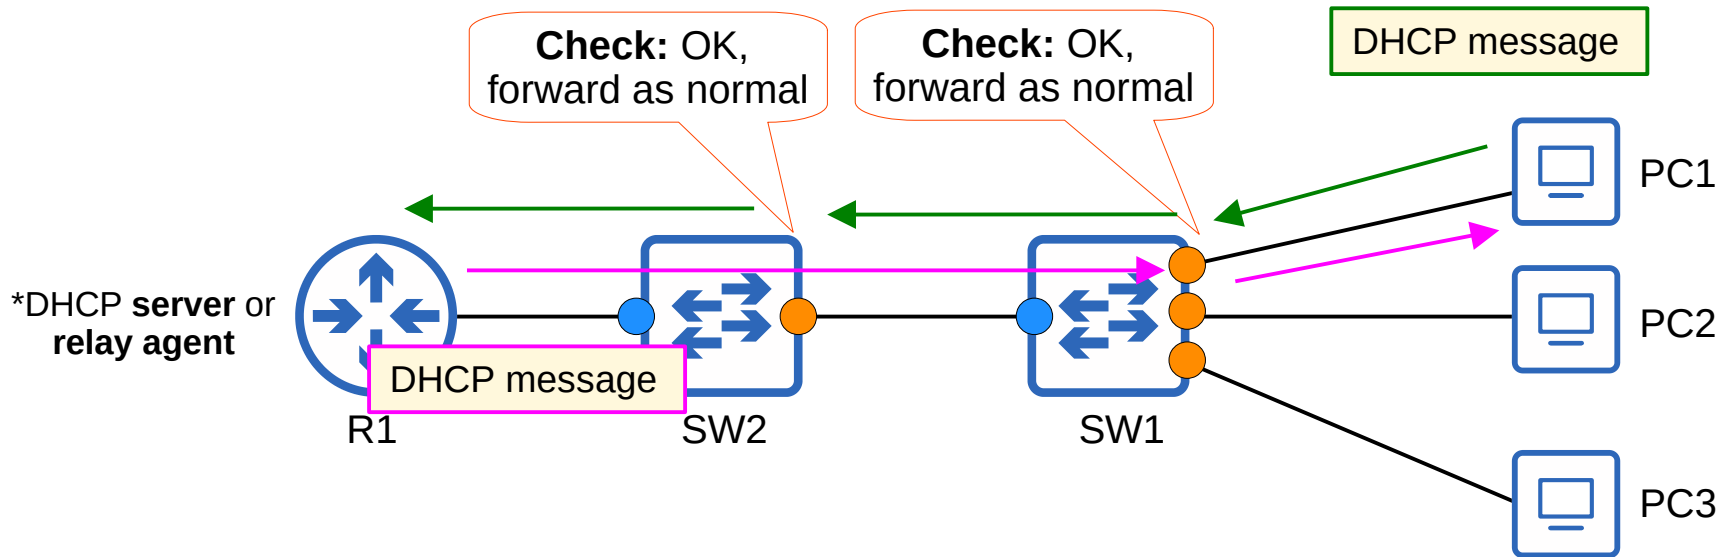 Check: OK,
forward as normal
Check: OK,
forward as normal
DHCP message
PC1
*DHCP server or
relay agent
PC2
DHCP message
R1
SW2
SW1
PC3